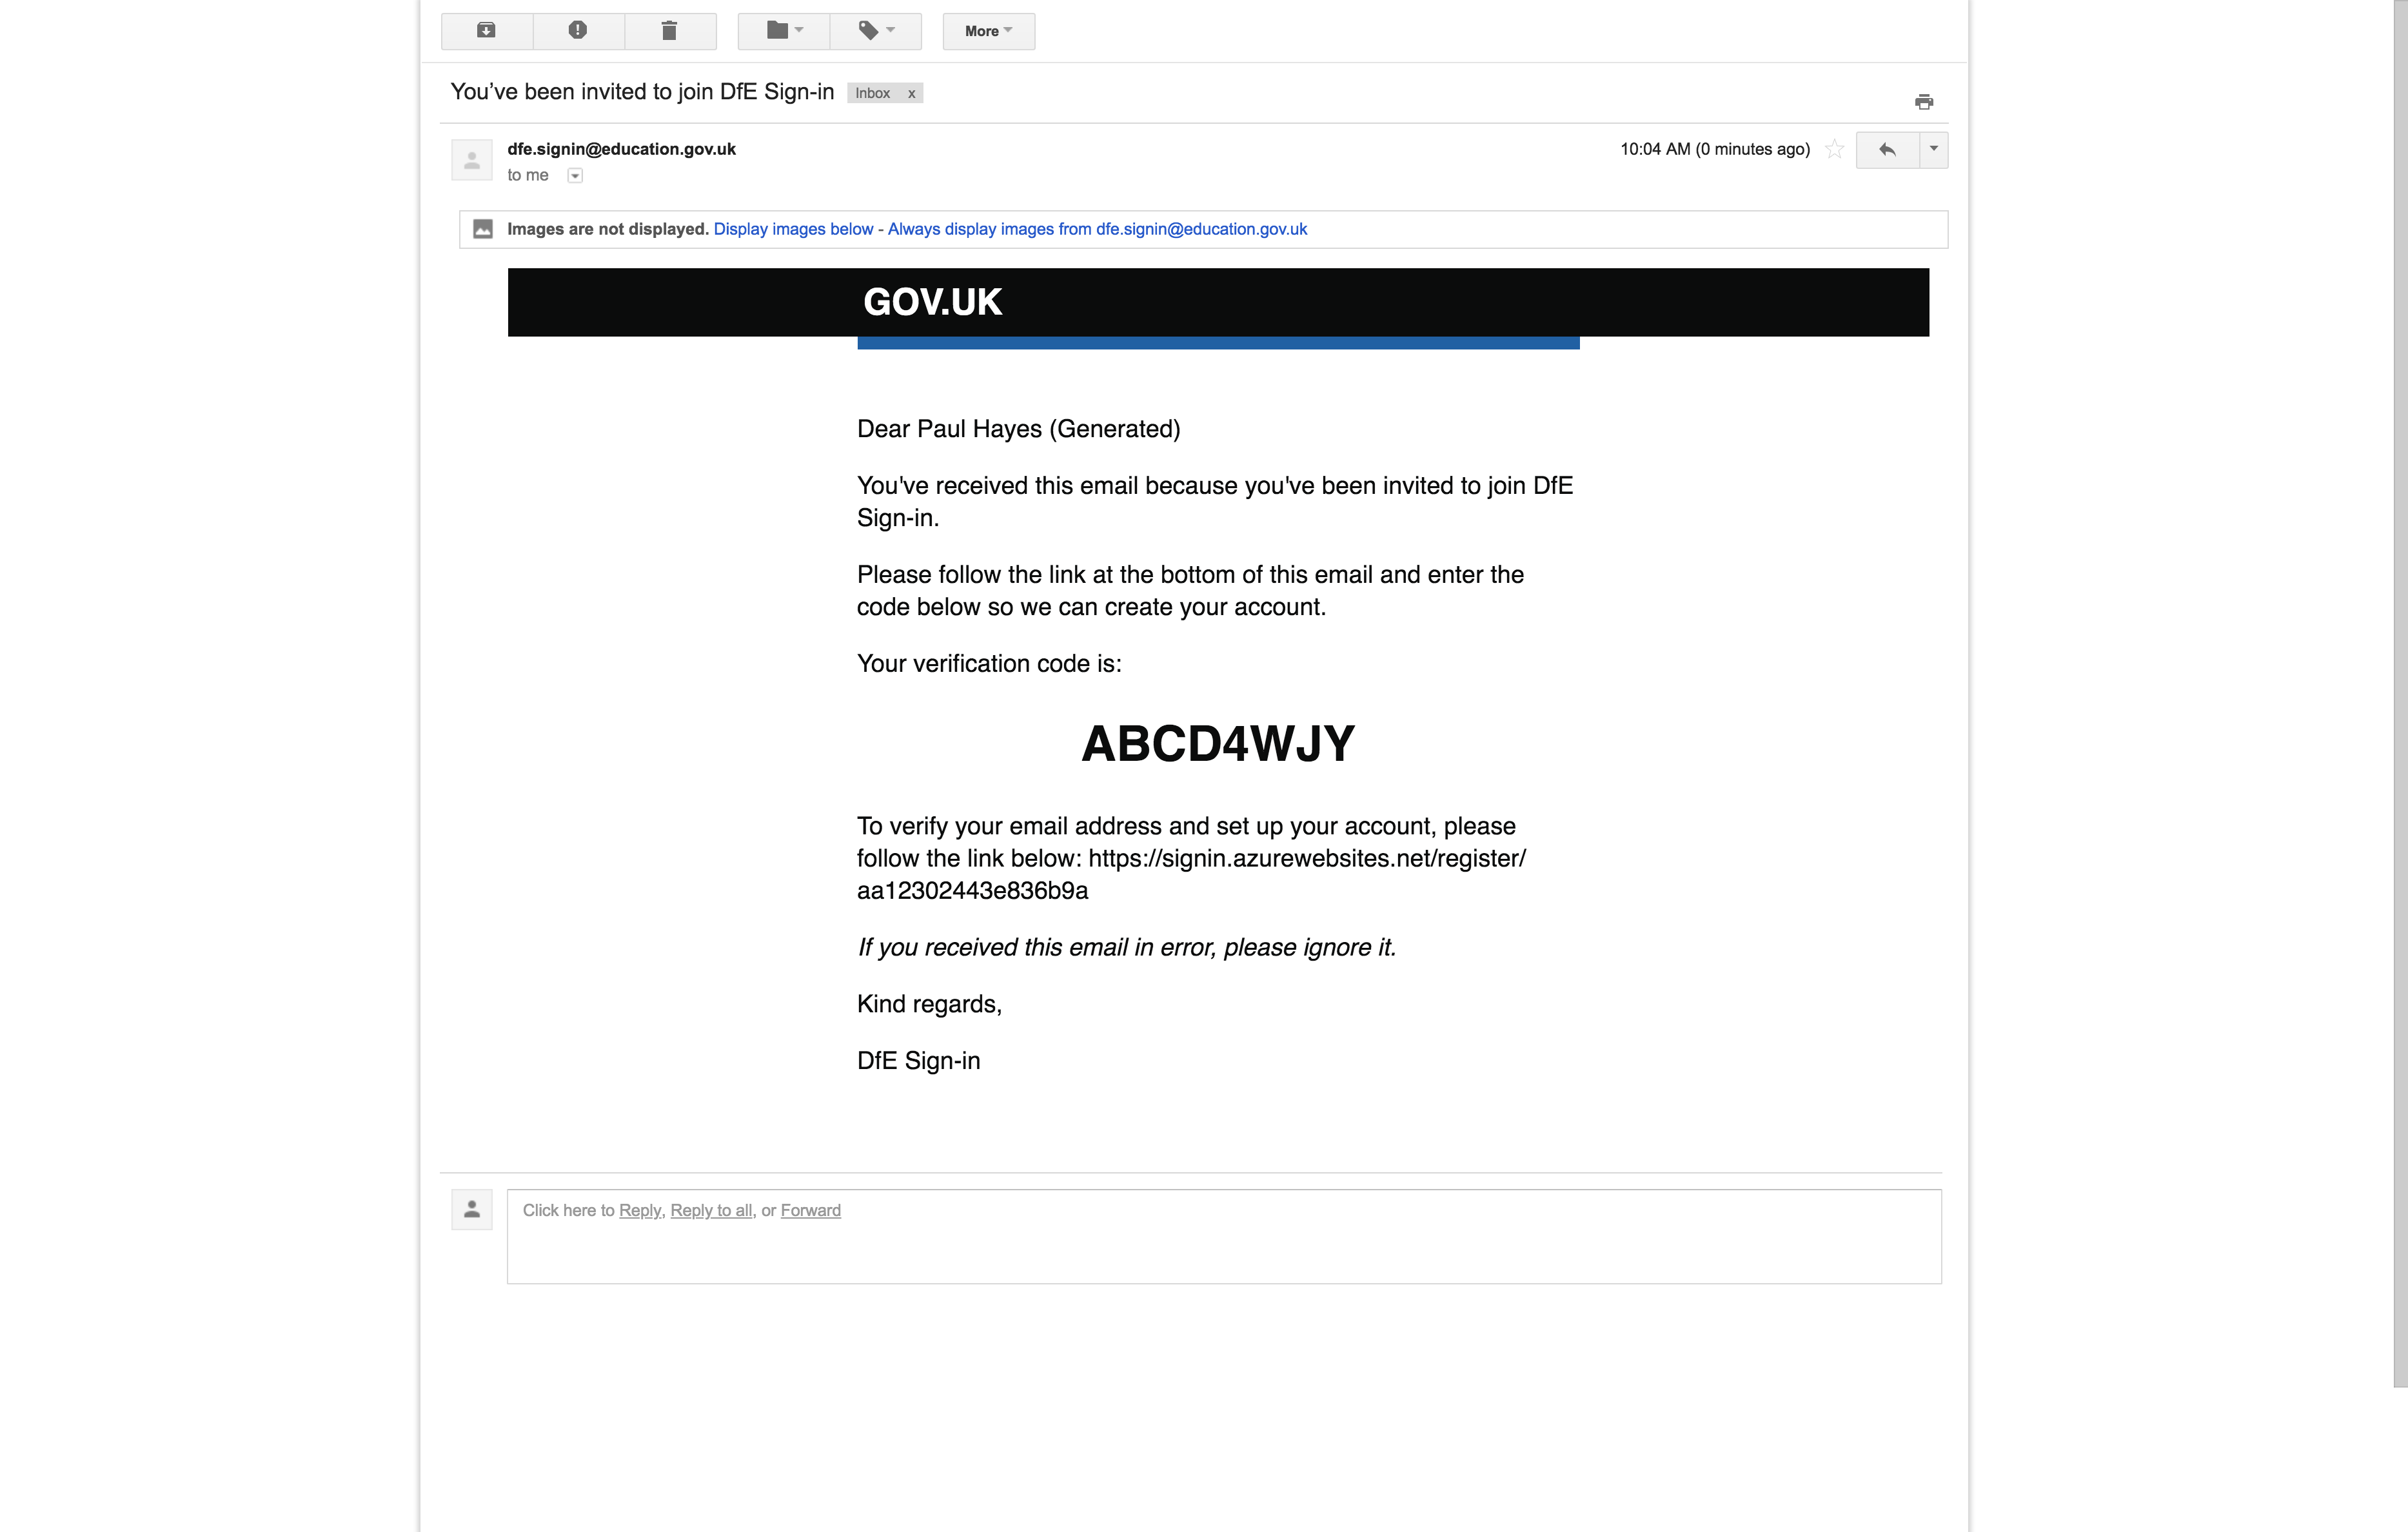 More
You’ve been invited to join DfE Sign-in Inbox x
dfe.signin@education.gov.uk 10:04 AM (0 minutes ago)
to me
Images are not displayed. Display images below - Always display images from dfe.signin@education.gov.uk
GOV.UK
Dear Paul Hayes (Generated)
You've received this email because you've been invited to join DfE
Sign-in.
Please follow the link at the bottom of this email and enter the
code below so we can create your account.
Your verification code is:
ABCD4WJY
To verify your email address and set up your account, please
follow the link below: https://signin.azurewebsites.net/register/
aa12302443e836b9a
If you received this email in error, please ignore it.
Kind regards,
DfE Sign-in
Click here to Reply, Reply to all, or Forward